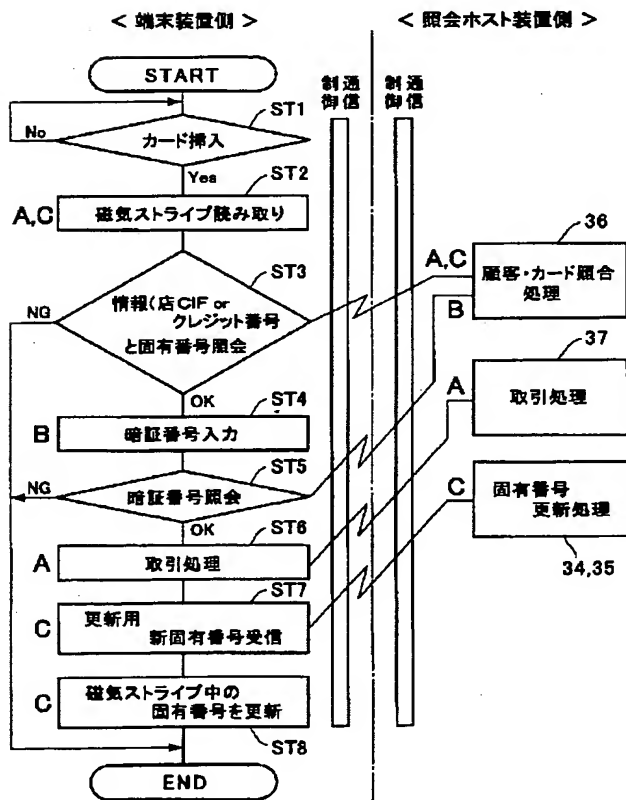 < 端末装置側 >
< 照会ホスト装置側 >
START
通信
制御
通信
制御
ST1
No
カード挿入
Yes
ST2
A,C
磁気ストライプ読み取り
36
A,C
顧客・カード照合
処理
B
ST3
NG
情報(店CIF or
クレジット番号
と固有番号照会
37
A
取引処理
OK
ST4
B
暗証番号入力
ST5
NG
暗証番号照会
C
固有番号
更新処理
OK
ST6
34,35
A
取引処理
ST7
C
更新用
新固有番号受信
C
磁気ストライプ中の
固有番号を更新
ST8
END